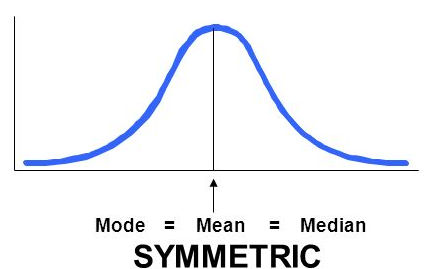 Mode = Mean = Median
SYMMETRIC